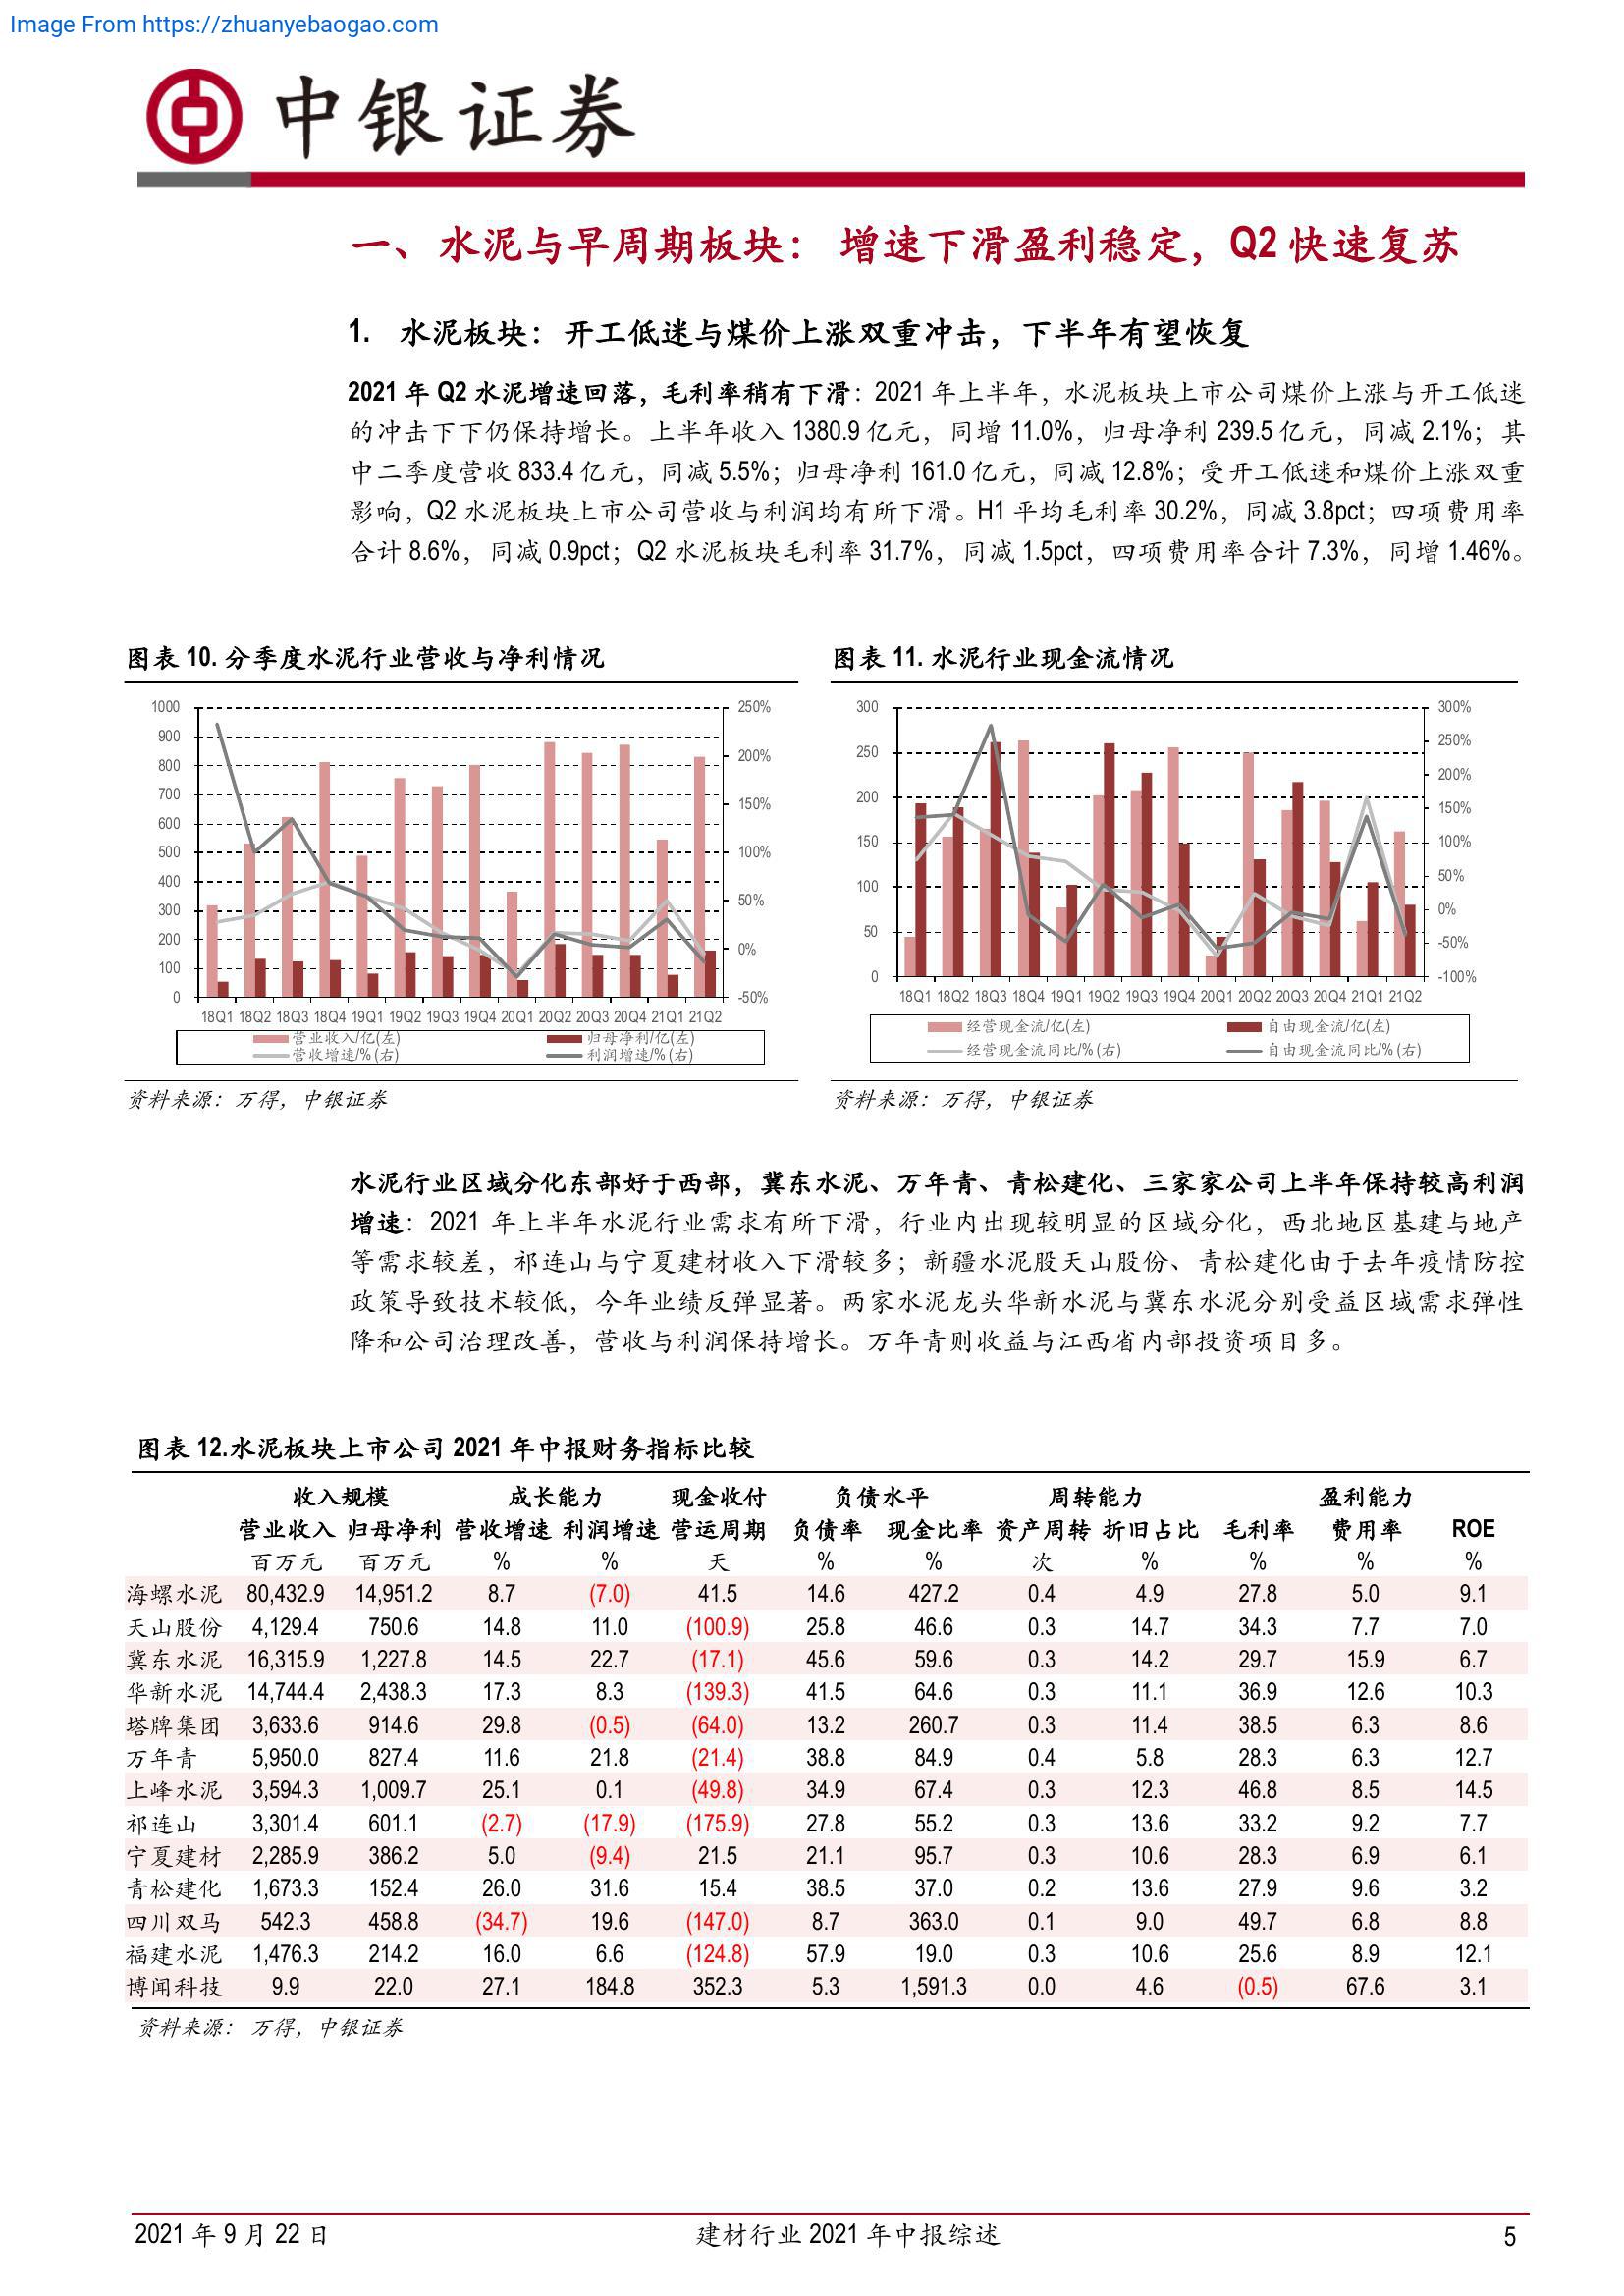 Image From https://zhuanyebaogao.com
中银证券
一、水泥与早周期板块： 增速下滑盈利稳定，Q2 快速复苏
1. 水泥板块：开工低迷与煤价上涨双重冲击，下半年有望恢复
2021 年 Q2 水泥增速回落，毛利率稍有下滑：2021 年上半年，水泥板块上市公司煤价上涨与开工低迷
的冲击下下仍保持增长。上半年收入 1380.9 亿元，同增 11.0%，归母净利 239.5 亿元，同减 2.1%；其
中二季度营收 833.4 亿元，同减 5.5%；归母净利 161.0 亿元，同减 12.8%；受开工低迷和煤价上涨双重
影响，Q2 水泥板块上市公司营收与利润均有所下滑。H1 平均毛利率 30.2%，同减 3.8pct；四项费用率
合计 8.6%，同减 0.9pct；Q2 水泥板块毛利率 31.7%，同减 1.5pct，四项费用率合计 7.3%，同增 1.46%。
图表 10. 分季度水泥行业营收与净利情况
1000 250%
900
800 200%
700
600 150%
500 100%
400
300 50%
200 0%
100
0 -50%
18Q1 18Q2 18Q3 18Q4 19Q1 19Q2 19Q3 19Q4 20Q1 20Q2 20Q3 20Q4 21Q1 21Q2
营业收入/亿(左) 归母净利/亿(左)
营收增速/%(右) 利润增速/%(右)
资料来源：万得，中银证券
图表 11. 水泥行业现金流情况
300 300%
250 250%
200%
200 150%
150 100%
100 50%
0%
50 -50%
0 -100%
18Q1 18Q2 18Q3 18Q4 19Q1 19Q2 19Q3 19Q4 20Q1 20Q2 20Q3 20Q4 21Q1 21Q2
经营现金流/亿(左) 自由现金流/亿(左)
经营现金流同比/%(右) 自由现金流同比/%(右)
资料来源：万得，中银证券
水泥行业区域分化东部好于西部，冀东水泥、万年青、青松建化、三家家公司上半年保持较高利润
增速：2021 年上半年水泥行业需求有所下滑，行业内出现较明显的区域分化，西北地区基建与地产
等需求较差，祁连山与宁夏建材收入下滑较多；新疆水泥股天山股份、青松建化由于去年疫情防控
政策导致技术较低，今年业绩反弹显著。两家水泥龙头华新水泥与冀东水泥分别受益区域需求弹性
降和公司治理改善，营收与利润保持增长。万年青则收益与江西省内部投资项目多。
图表 12.水泥板块上市公司 2021 年中报财务指标比较
收入规模 成长能力 现金收付 负债水平 周转能力 盈利能力
营业收入 归母净利 营收增速 利润增速 营运周期 负债率 现金比率 资产周转 折旧占比 毛利率 费用率 ROE
百万元 百万元 % % 天 % % 次 % % % %
海螺水泥 80,432.9 14,951.2 8.7 (7.0) 41.5 14.6 427.2 0.4 4.9 27.8 5.0 9.1
天山股份 4,129.4 750.6 14.8 11.0 (100.9) 25.8 46.6 0.3 14.7 34.3 7.7 7.0
冀东水泥 16,315.9 1,227.8 14.5 22.7 (17.1) 45.6 59.6 0.3 14.2 29.7 15.9 6.7
华新水泥 14,744.4 2,438.3 17.3 8.3 (139.3) 41.5 64.6 0.3 11.1 36.9 12.6 10.3
塔牌集团 3,633.6 914.6 29.8 (0.5) (64.0) 13.2 260.7 0.3 11.4 38.5 6.3 8.6
万年青 5,950.0 827.4 11.6 21.8 (21.4) 38.8 84.9 0.4 5.8 28.3 6.3 12.7
上峰水泥 3,594.3 1,009.7 25.1 0.1 (49.8) 34.9 67.4 0.3 12.3 46.8 8.5 14.5
祁连山 3,301.4 601.1 (2.7) (17.9) (175.9) 27.8 55.2 0.3 13.6 33.2 9.2 7.7
宁夏建材 2,285.9 386.2 5.0 (9.4) 21.5 21.1 95.7 0.3 10.6 28.3 6.9 6.1
青松建化 1,673.3 152.4 26.0 31.6 15.4 38.5 37.0 0.2 13.6 27.9 9.6 3.2
四川双马 542.3 458.8 (34.7) 19.6 (147.0) 8.7 363.0 0.1 9.0 49.7 6.8 8.8
福建水泥 1,476.3 214.2 16.0 6.6 (124.8) 57.9 19.0 0.3 10.6 25.6 8.9 12.1
博闻科技 9.9 22.0 27.1 184.8 352.3 5.3 1,591.3 0.0 4.6 (0.5) 67.6 3.1
资料来源： 万得，中银证券
2021 年 9 月 22 日 建材行业 2021 年中报综述 5